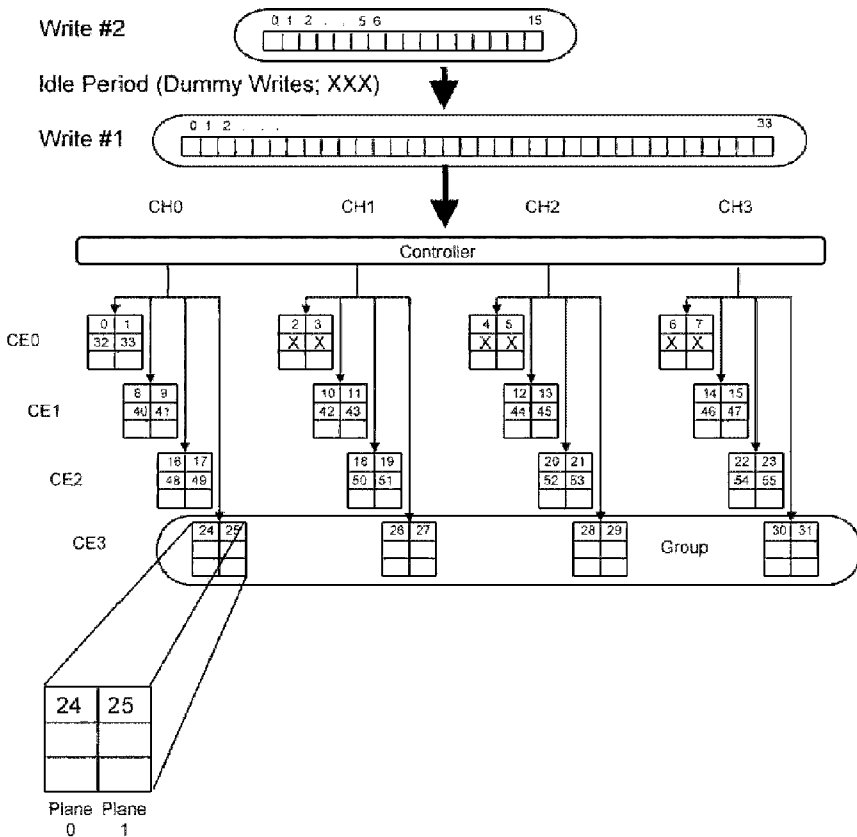 Write #2
0 1 2 . . 5 6 15
Idle Period (Dummy Writes; XXX)
Write #1
0 1 2 . . . 33
CH0 CH1 CH2 CH3
Controller
CE0
0 1 2 3 4 5 6 7
32 33 X X X X X X
CE1
8 9 10 11 12 13 14 15
40 41 42 43 44 45 46 47
CE2
16 17 18 19 20 21 22 23
48 49 50 51 52 53 54 55
CE3
24 25 26 27 28 29 Group 30 31
24 25
Plane Plane
0 1